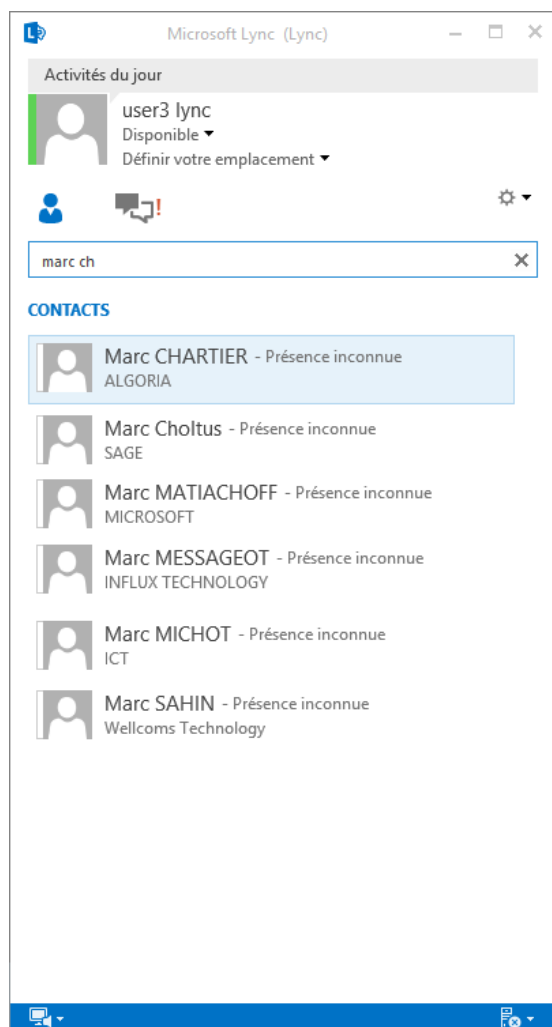 Microsoft Lync (Lync)
Activités du jour
user3 lync
Disponible
Définir votre emplacement
marc ch
CONTACTS
Marc CHARTIER - Présence inconnue
ALGORIA
Marc Choltus - Présence inconnue
SAGE
Marc MATIACHOFF - Présence inconnue
MICROSOFT
Marc MESSAGEOT - Présence inconnue
INFLUX TECHNOLOGY
Marc MICHOT - Présence inconnue
ICT
Marc SAHIN - Présence inconnue
Wellcoms Technology